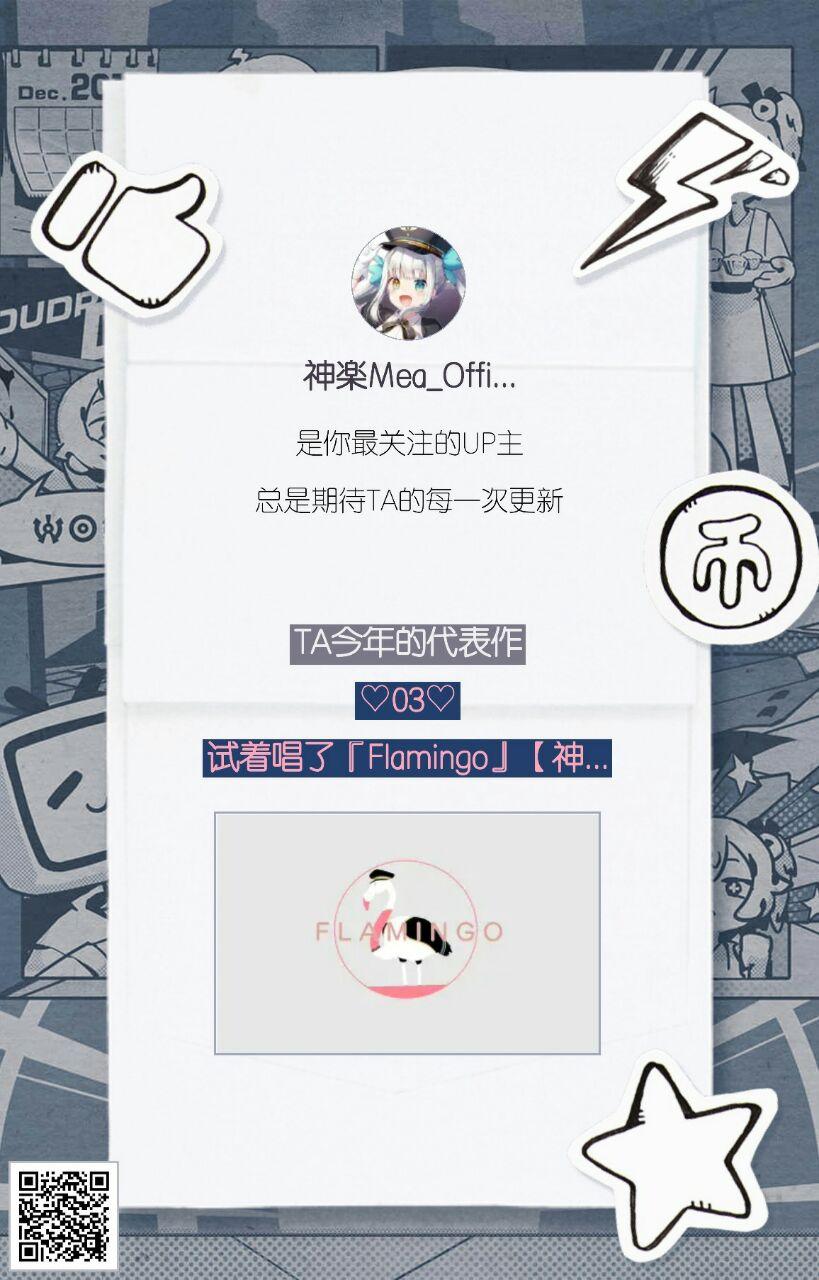 Dec.20
OUDP
神楽Mea_Offi...
是你最关注的UP主
总是期待TA的每一次更新
WO
币
TA今年的代表作
♡03♡
试着唱了『Flamingo』【神...
FLAMINGO